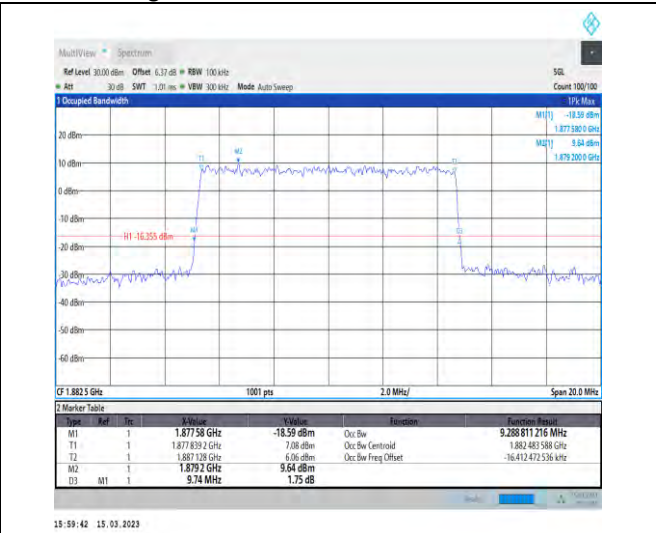 MultiView Spectrum
Ref Level 30.00 dBm Offset 6.37 dB RBW 100 kHz SGL
Att 30 dB SWT 1.01 ms VBW 300 kHz Mode Auto Sweep Count 100/100
1 Occupied Bandwidth 1Pk Max
M1[1] -18.59 dBm
1.877 580 0 GHz
M2[1] 9.64 dBm
1.879 200 0 GHz
20 dBm
M2
T1 T2
10 dBm
0 dBm
-10 dBm
H1 -16.355 dBm M1 D3
-20 dBm
-30 dBm
-40 dBm
-50 dBm
-60 dBm
CF 1.882 5 GHz 1001 pts 2.0 MHz/ Span 20.0 MHz
2 Marker Table
Type Ref Trc X-Value Y-Value Function Function Result
M1 1 1.877 58 GHz -18.59 dBm Occ Bw 9.288 811 216 MHz
T1 1 1.877 839 2 GHz 7.08 dBm Occ Bw Centroid 1.882 483 588 GHz
T2 1 1.887 128 GHz 6.06 dBm Occ Bw Freq Offset -16.412 472 536 kHz
M2 1 1.879 2 GHz 9.64 dBm
D3 M1 1 9.74 MHz 1.75 dB
15:59:42 15.03.2023